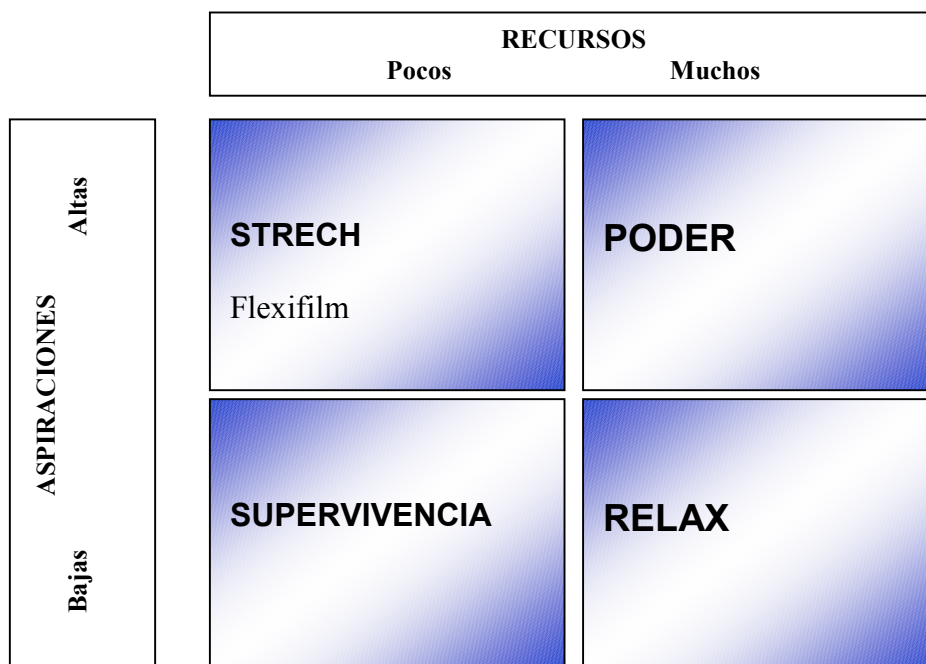 RECURSOS
Pocos Muchos
ASPIRACIONES
Altas
Bajas
STRECH
Flexifilm
PODER
SUPERVIVENCIA
RELAX